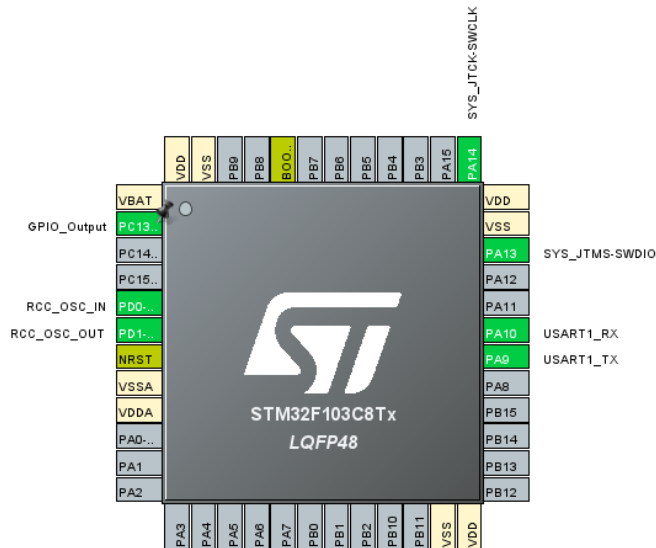 SYS_JTCK-SWCLK
VDD
VSS
PB9
PB8
BOO..
PB7
PB6
PB5
PB4
PB3
PA15
PA14
VBAT
VDD
GPIO_Output
PC13..
VSS
PC14..
PA13
SYS_JTMS-SWDIO
PC15..
PA12
RCC_OSC_IN
PD0-..
PA11
RCC_OSC_OUT
PD1-..
PA10
USART1_RX
NRST
PA9
USART1_TX
VSSA
PA8
VDDA
PB15
PA0-..
PB14
PA1
PB13
PA2
PB12
ST
STM32F103C8Tx
LQFP48
PA3
PA4
PA5
PA6
PA7
PB0
PB1
PB2
PB10
PB11
VSS
VDD